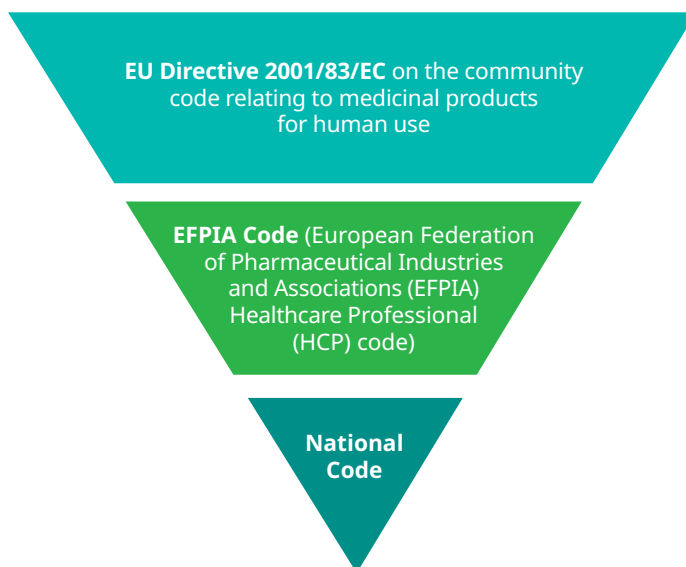 EU Directive 2001/83/EC on the community
code relating to medicinal products
for human use
EFPIA Code (European Federation
of Pharmaceutical Industries
and Associations (EFPIA)
Healthcare Professional
(HCP) code)
National
Code